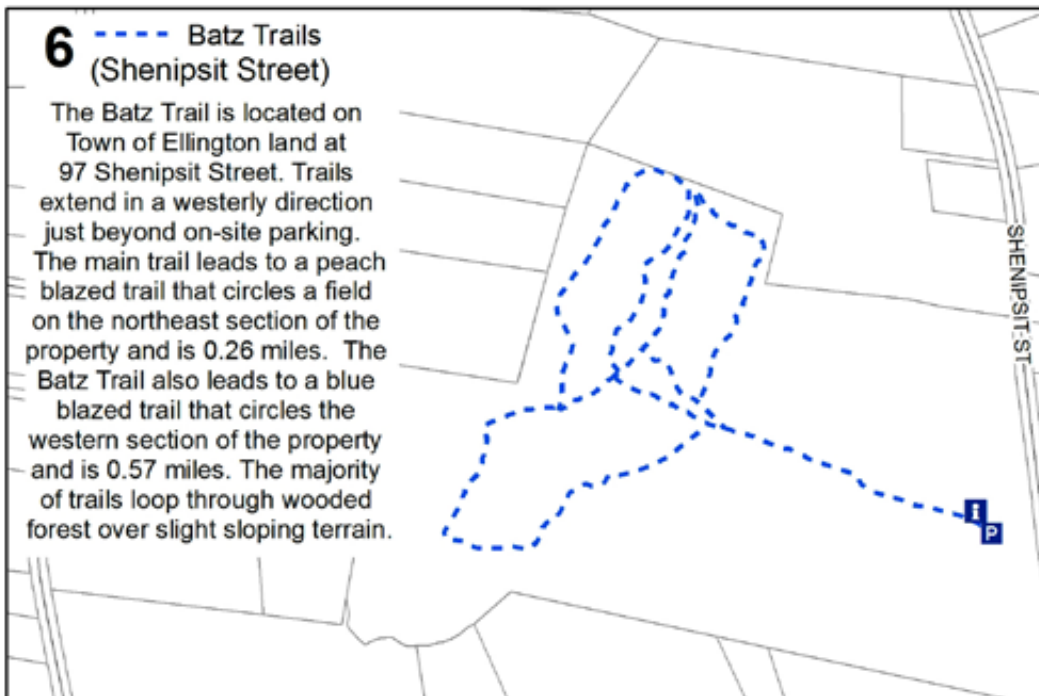 6 Batz Trails
(Shenipsit Street)
The Batz Trail is located on
Town of Ellington land at
97 Shenipsit Street. Trails
extend in a westerly direction
just beyond on-site parking.
The main trail leads to a peach
blazed trail that circles a field
on the northeast section of the
property and is 0.26 miles. The
Batz Trail also leads to a blue
blazed trail that circles the
western section of the property
and is 0.57 miles. The majority
of trails loop through wooded
forest over slight sloping terrain.
SHENIPSIT ST
i
P